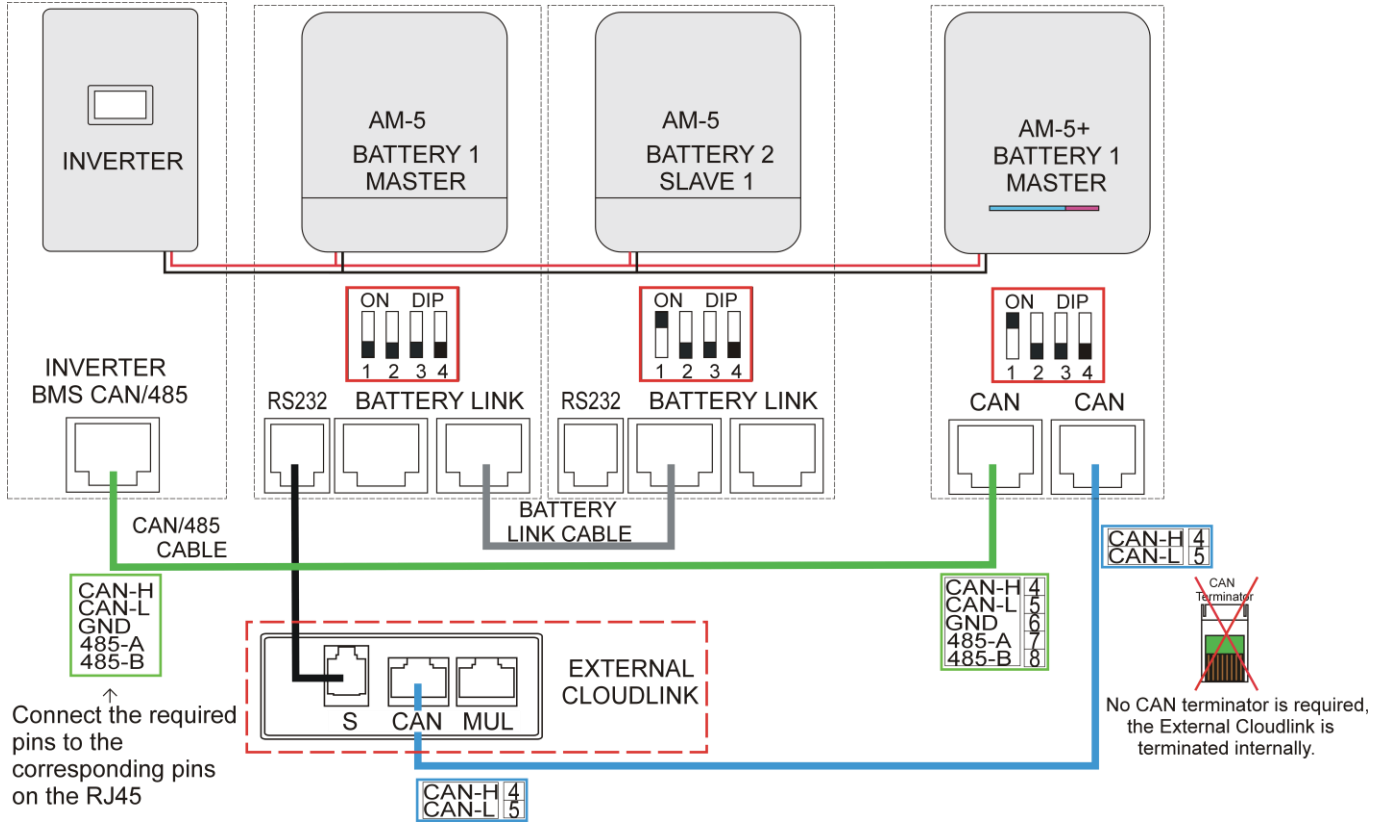 INVERTER
AM-5
BATTERY 1
MASTER
AM-5
BATTERY 2
SLAVE 1
AM-5+
BATTERY 1
MASTER
ON DIP
1 2 3 4
ON DIP
1 2 3 4
ON DIP
1 2 3 4
INVERTER
BMS CAN/485
RS232 BATTERY LINK
RS232 BATTERY LINK
CAN CAN
CAN/485
CABLE
BATTERY
LINK CABLE
CAN-H
CAN-L
GND
485-A
485-B
Connect the required
pins to the
corresponding pins
on the RJ45
S CAN MUL
EXTERNAL
CLOUDLINK
CAN-H 4
CAN-L 5
CAN-H 4
CAN-L 5
GND 6
485-A 7
485-B 8
CAN-H 4
CAN-L 5
CAN
Terminator
No CAN terminator is required,
the External Cloudlink is
terminated internally.